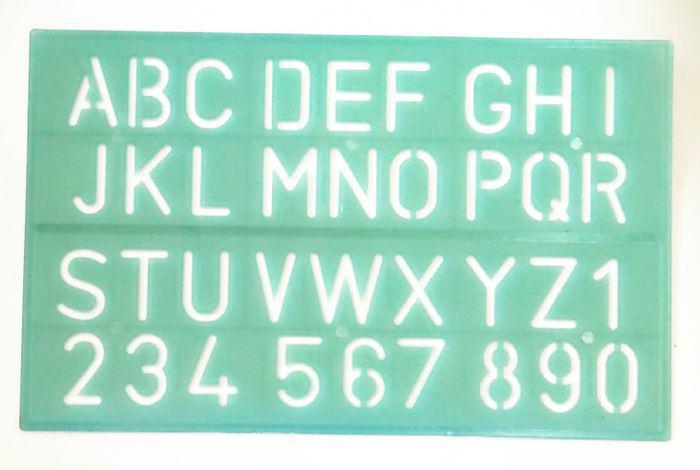 ABC DEF GHI
JKL MNO PQR
STU VWX YZ1
234 567 890